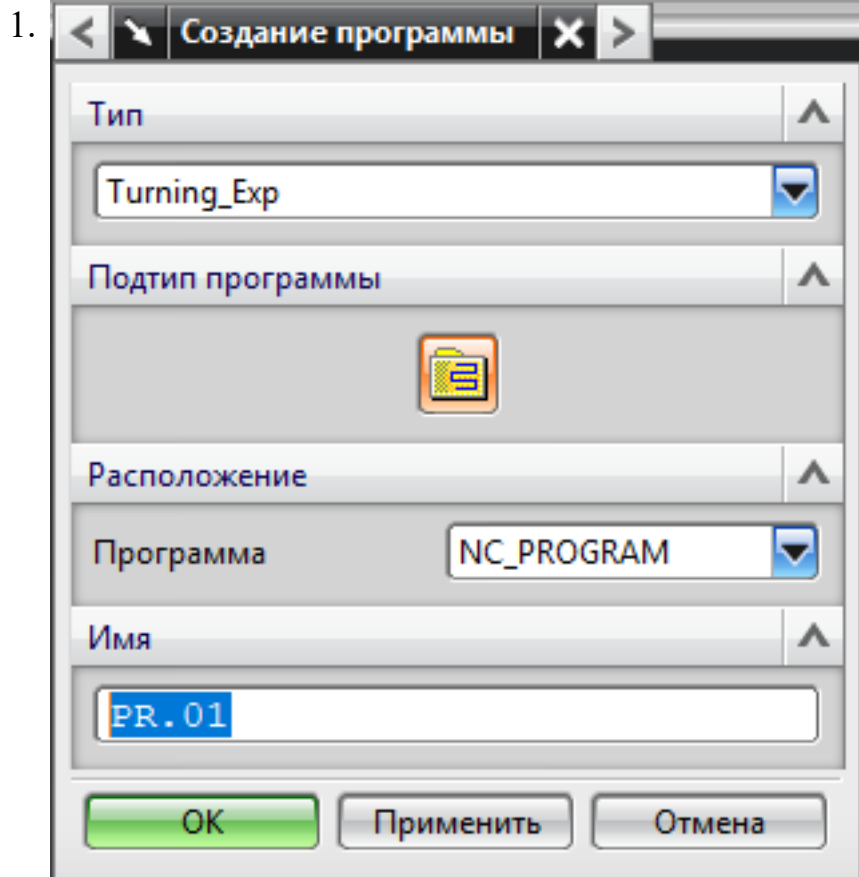 1.
Создание программы
Тип
Turning_Exp
Подтип программы
Расположение
Программа NC_PROGRAM
Имя
PR.01
OK Применить Отмена